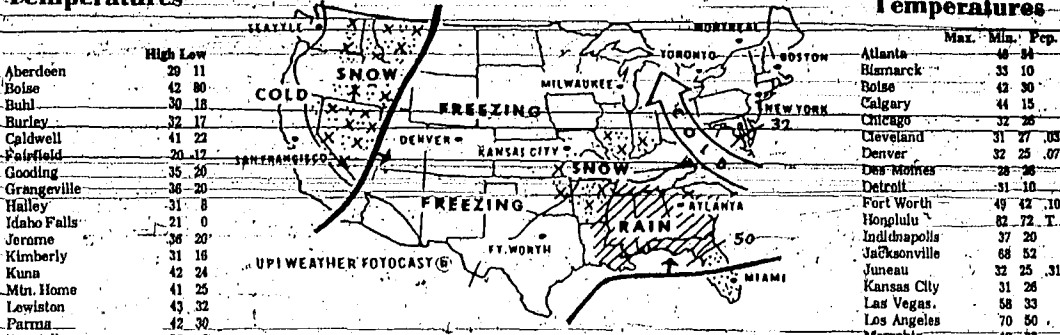 Temperatures
High Low
Aberdeen 29 11
Boise 42 30
Buhl 30 18
Burley 32 17
Caldwell 41 22
Fairfield 20 -12
Gooding 35 20
Grangeville 36 20
Hailey 31 8
Idaho Falls 21 0
Jerome 36 20
Kimberly 31 16
Kuna 42 24
Mtn. Home 41 25
Lewiston 43 32
Parma 42 30
SEATTLE
MONTREAL
TORONTO
BOSTON
SNOW
MILWAUKEE
COLD
FREEZING
NEW YORK
32
COLD
DENVER
KANSAS CITY
SAN FRANCISCO
SNOW
FREEZING
ATLANTA
RAIN
FT. WORTH
50
UPI WEATHER FOTOCAST ®
MIAMI
Temperatures
Max. Min. Pcp.
Atlanta
Bismarck 33 10
Boise 42 30
Calgary 44 15
Chicago 32 26
Cleveland 31 27 .03
Denver 32 25 .07
Des Moines 28 26
Detroit 31 10
Fort Worth 49 42 .10
Honolulu 82 72 T
Indianapolis 37 20
Jacksonville 68 52
Juneau 32 25 .31
Kansas City 31 26
Las Vegas. 58 33
Los Angeles 70 50